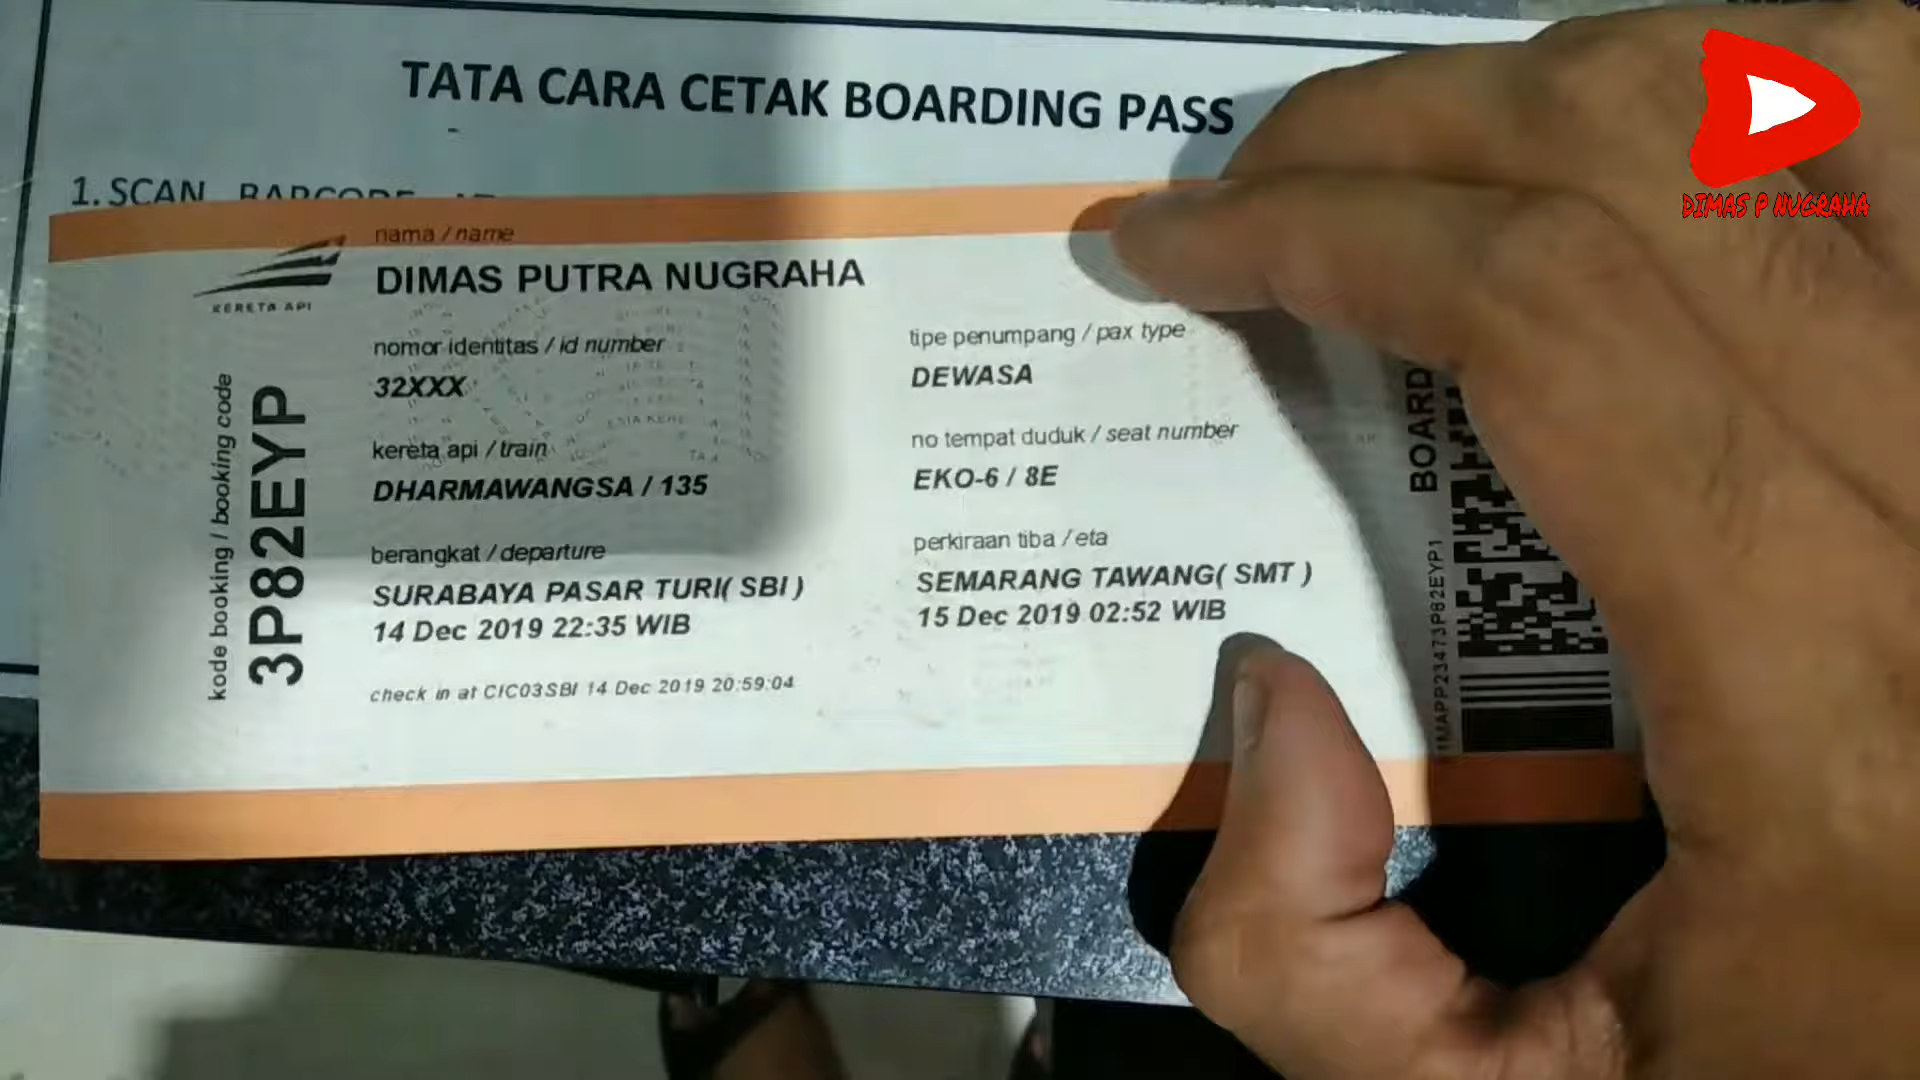 TATA CARA CETAK BOARDING PASS
1. SCAN BARCODE
DIMAS P NUGRAHA
nama / name
DIMAS PUTRA NUGRAHA
KERETA API
nomor identitas / id number
32XXX
tipe penumpang / pax type
DEWASA
kereta api / train
DHARMAWANGSA / 135
no tempat duduk / seat number
EKO-6 / 8E
berangkat / departure
SURABAYA PASAR TURI( SBI )
14 Dec 2019 22:35 WIB
perkiraan tiba / eta
SEMARANG TAWANG( SMT )
15 Dec 2019 02:52 WIB
check in at CIC03SBI 14 Dec 2019 20:59:04
kode booking / booking code
3P82EYP
BOARD